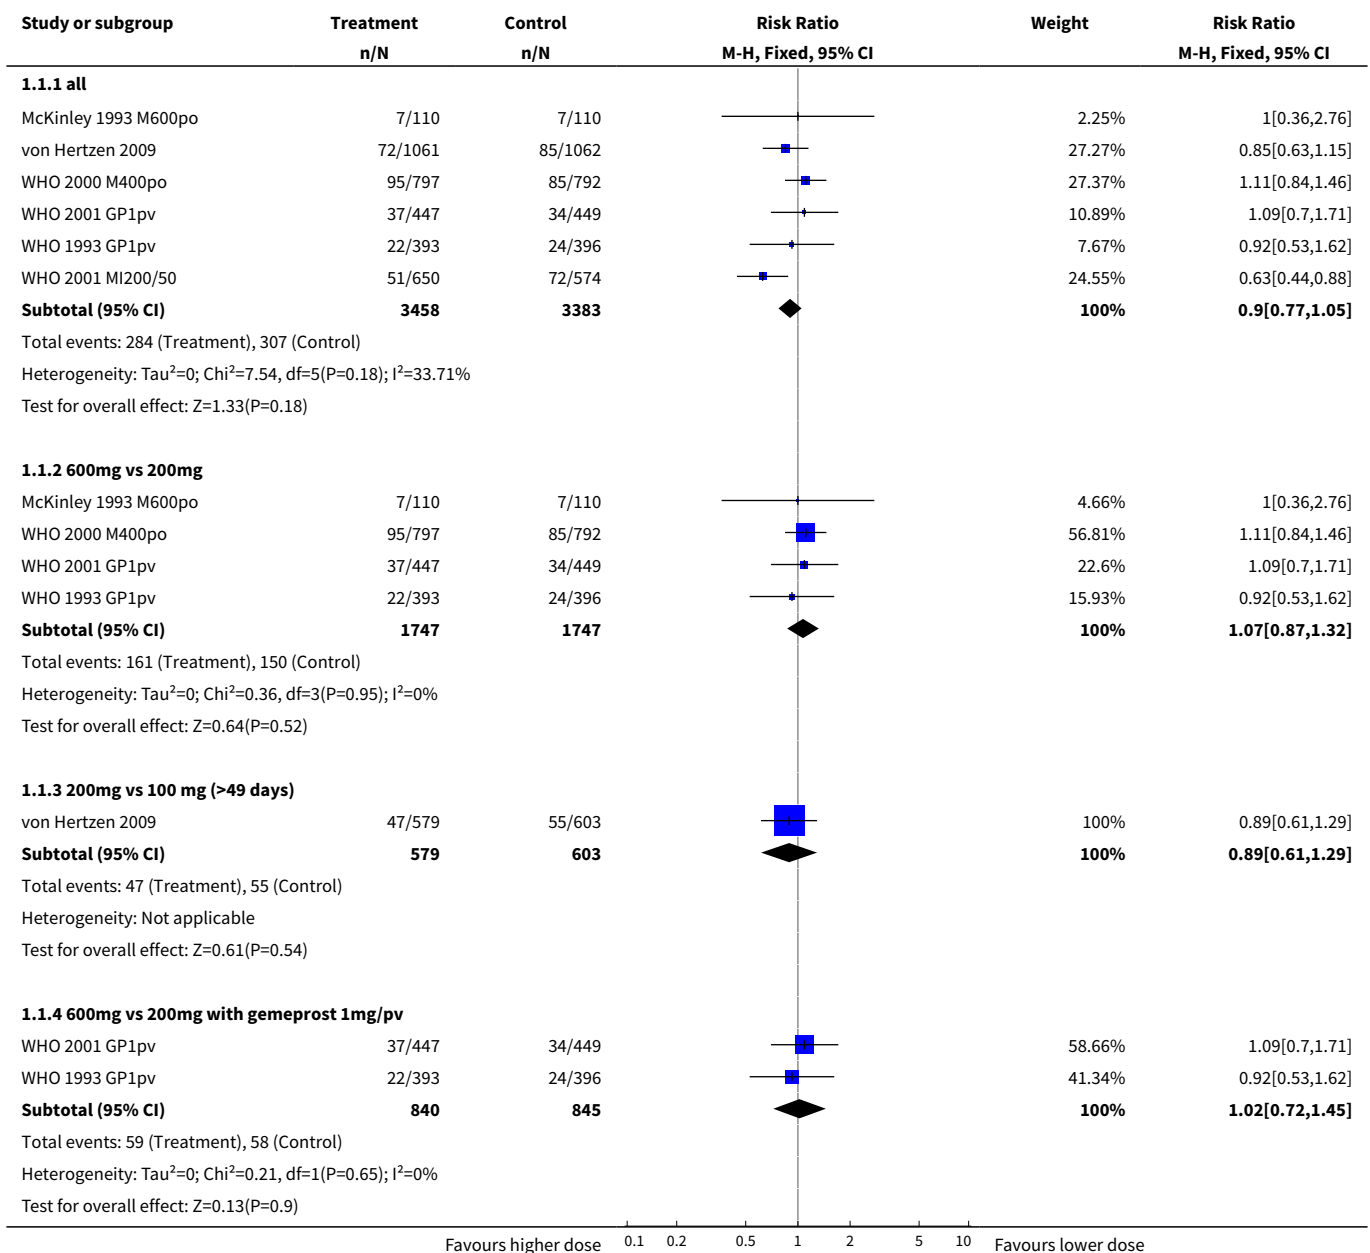 Study or subgroup Treatment Control Risk Ratio Weight Risk Ratio
n/N n/N M-H, Fixed, 95% CI M-H, Fixed, 95% CI
1.1.1 all
McKinley 1993 M600po 7/110 7/110 2.25% 1[0.36,2.76]
von Hertzen 2009 72/1061 85/1062 27.27% 0.85[0.63,1.15]
WHO 2000 M400po 95/797 85/792 27.37% 1.11[0.84,1.46]
WHO 2001 GP1pv 37/447 34/449 10.89% 1.09[0.7,1.71]
WHO 1993 GP1pv 22/393 24/396 7.67% 0.92[0.53,1.62]
WHO 2001 MI200/50 51/650 72/574 24.55% 0.63[0.44,0.88]
Subtotal (95% CI) 3458 3383 100% 0.9[0.77,1.05]
Total events: 284 (Treatment), 307 (Control)
Heterogeneity: Tau²=0; Chi²=7.54, df=5(P=0.18); I²=33.71%
Test for overall effect: Z=1.33(P=0.18)
1.1.2 600mg vs 200mg
McKinley 1993 M600po 7/110 7/110 4.66% 1[0.36,2.76]
WHO 2000 M400po 95/797 85/792 56.81% 1.11[0.84,1.46]
WHO 2001 GP1pv 37/447 34/449 22.6% 1.09[0.7,1.71]
WHO 1993 GP1pv 22/393 24/396 15.93% 0.92[0.53,1.62]
Subtotal (95% CI) 1747 1747 100% 1.07[0.87,1.32]
Total events: 161 (Treatment), 150 (Control)
Heterogeneity: Tau²=0; Chi²=0.36, df=3(P=0.95); I²=0%
Test for overall effect: Z=0.64(P=0.52)
1.1.3 200mg vs 100 mg (>49 days)
von Hertzen 2009 47/579 55/603 100% 0.89[0.61,1.29]
Subtotal (95% CI) 579 603 100% 0.89[0.61,1.29]
Total events: 47 (Treatment), 55 (Control)
Heterogeneity: Not applicable
Test for overall effect: Z=0.61(P=0.54)
1.1.4 600mg vs 200mg with gemeprost 1mg/pv
WHO 2001 GP1pv 37/447 34/449 58.66% 1.09[0.7,1.71]
WHO 1993 GP1pv 22/393 24/396 41.34% 0.92[0.53,1.62]
Subtotal (95% CI) 840 845 100% 1.02[0.72,1.45]
Total events: 59 (Treatment), 58 (Control)
Heterogeneity: Tau²=0; Chi²=0.21, df=1(P=0.65); I²=0%
Test for overall effect: Z=0.13(P=0.9)
Favours higher dose 0.1 0.2 0.5 1 2 5 10 Favours lower dose